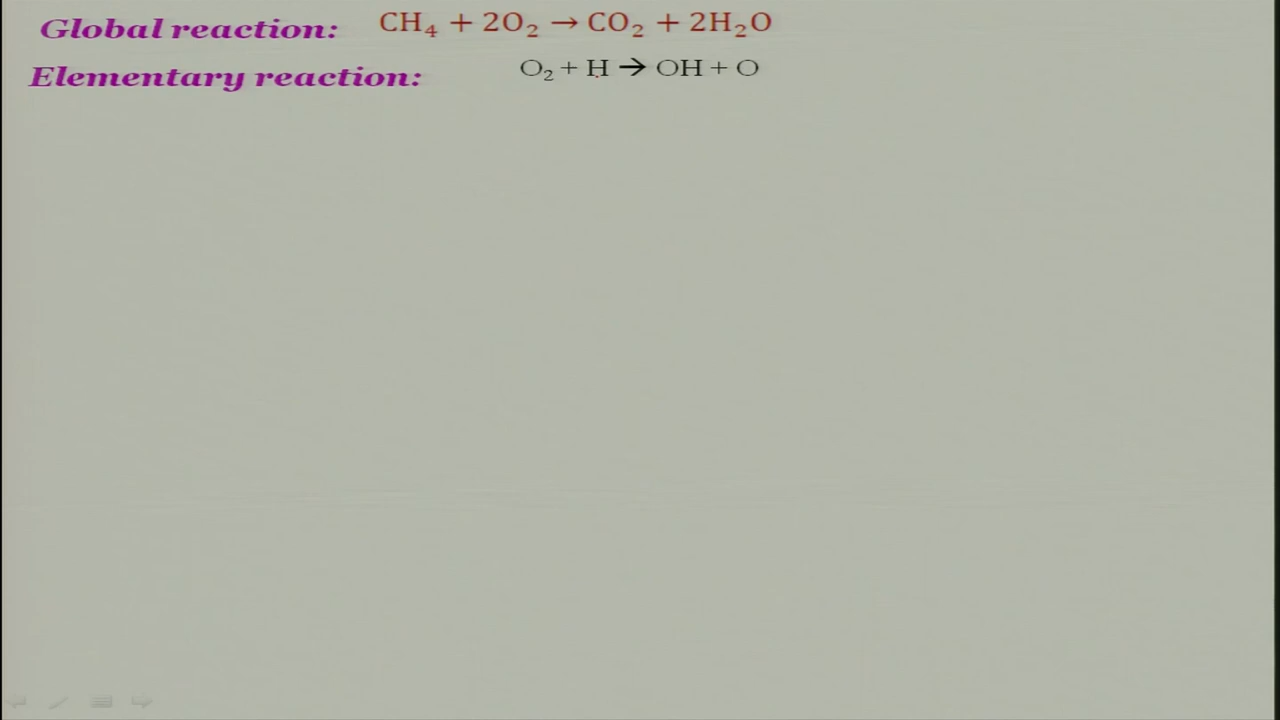 Global reaction: CH₄ + 2O₂ → CO₂ + 2H₂O
Elementary reaction: O₂ + H → OH + O